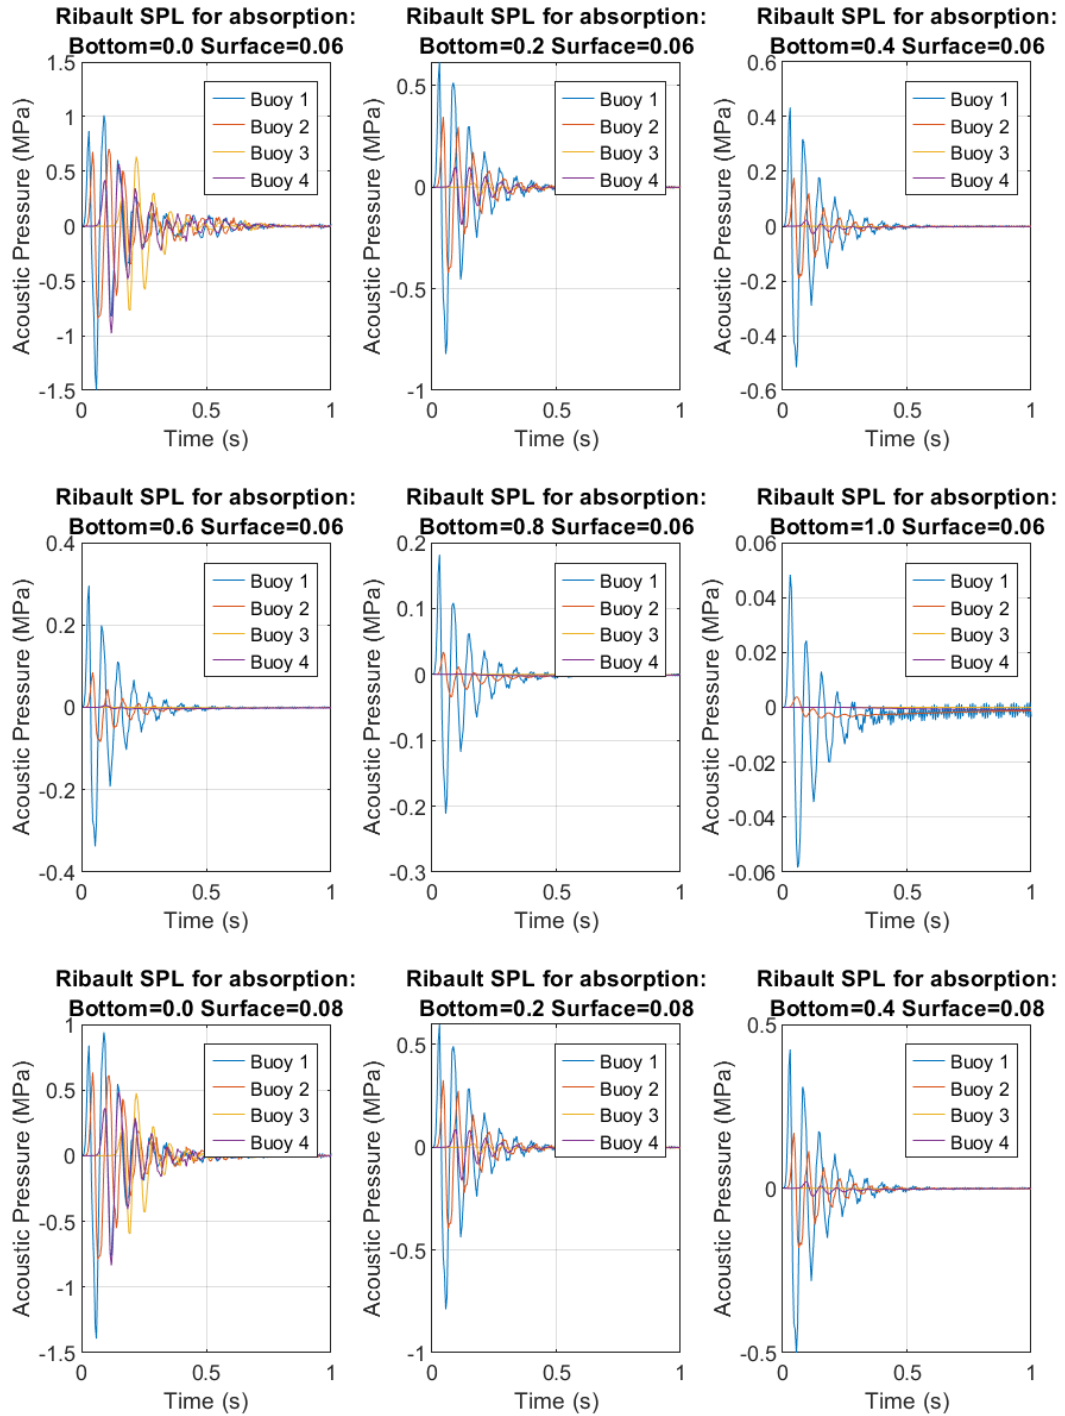 Ribault SPL for absorption:
Bottom=0.0 Surface=0.06
1.5
1
0.5
0
-0.5
-1
-1.5
Acoustic Pressure (MPa)
Buoy 1
Buoy 2
Buoy 3
Buoy 4
0
0.5
1
Time (s)
Ribault SPL for absorption:
Bottom=0.2 Surface=0.06
0.5
0
-0.5
-1
Acoustic Pressure (MPa)
Buoy 1
Buoy 2
Buoy 3
Buoy 4
0
0.5
1
Time (s)
Ribault SPL for absorption:
Bottom=0.4 Surface=0.06
0.6
0.4
0.2
0
-0.2
-0.4
-0.6
Acoustic Pressure (MPa)
Buoy 1
Buoy 2
Buoy 3
Buoy 4
0
0.5
1
Time (s)
Ribault SPL for absorption:
Bottom=0.6 Surface=0.06
0.4
0.2
0
-0.2
-0.4
Acoustic Pressure (MPa)
Buoy 1
Buoy 2
Buoy 3
Buoy 4
0
0.5
1
Time (s)
Ribault SPL for absorption:
Bottom=0.8 Surface=0.06
0.2
0.1
0
-0.1
-0.2
-0.3
Acoustic Pressure (MPa)
Buoy 1
Buoy 2
Buoy 3
Buoy 4
0
0.5
1
Time (s)
Ribault SPL for absorption:
Bottom=1.0 Surface=0.06
0.06
0.04
0.02
0
-0.02
-0.04
-0.06
Acoustic Pressure (MPa)
Buoy 1
Buoy 2
Buoy 3
Buoy 4
0
0.5
1
Time (s)
Ribault SPL for absorption:
Bottom=0.0 Surface=0.08
1
0.5
0
-0.5
-1
-1.5
Acoustic Pressure (MPa)
Buoy 1
Buoy 2
Buoy 3
Buoy 4
0
0.5
1
Time (s)
Ribault SPL for absorption:
Bottom=0.2 Surface=0.08
0.5
0
-0.5
-1
Acoustic Pressure (MPa)
Buoy 1
Buoy 2
Buoy 3
Buoy 4
0
0.5
1
Time (s)
Ribault SPL for absorption:
Bottom=0.4 Surface=0.08
0.5
0
-0.5
Acoustic Pressure (MPa)
Buoy 1
Buoy 2
Buoy 3
Buoy 4
0
0.5
1
Time (s)